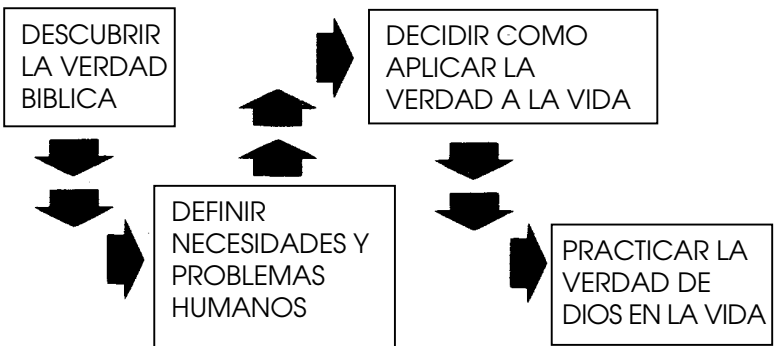 DESCUBRIR
LA VERDAD
BIBLICA
DEFINIR
NECESIDADES Y
PROBLEMAS
HUMANOS
DECIDIR COMO
APLICAR LA
VERDAD A LA VIDA
PRACTICAR LA
VERDAD DE
DIOS EN LA VIDA